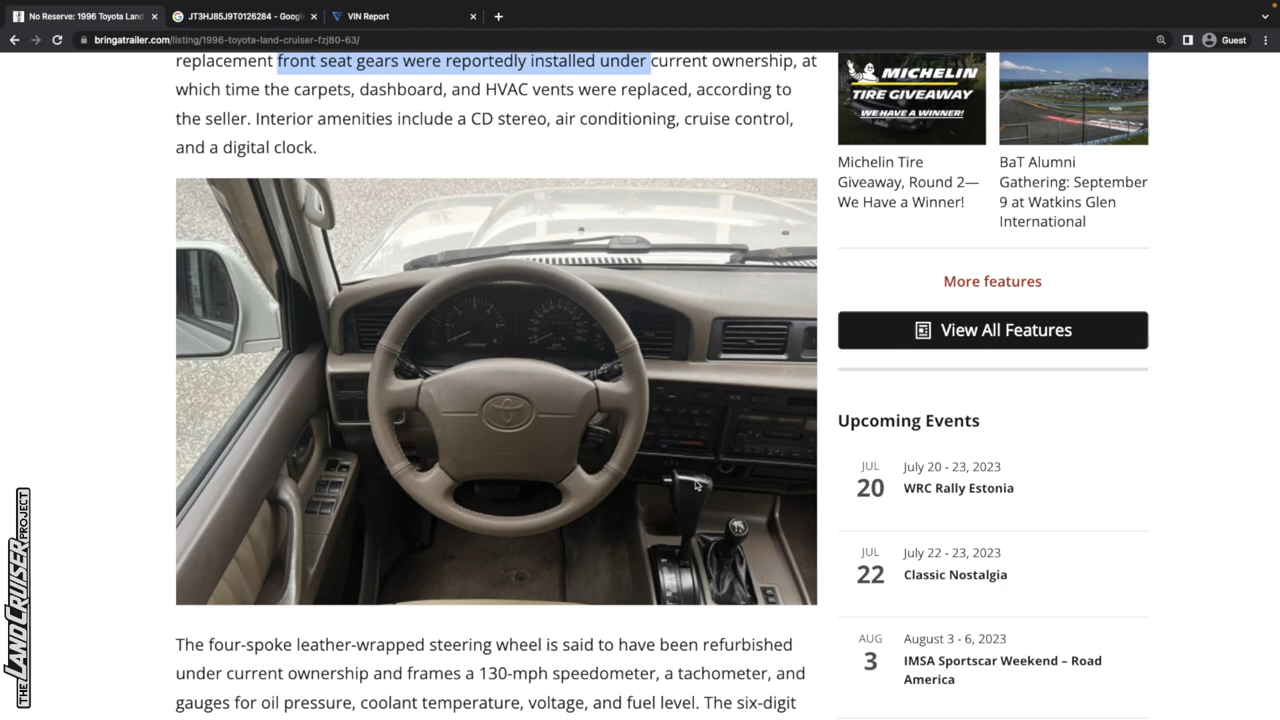 No Reserve: 1996 Toyota Land
JT3HJ85J9T0126284 - Google
VIN Report
bringatrailer.com/listing/1996-toyota-land-cruiser-fzj80-63/
Guest
replacement front seat gears were reportedly installed under current ownership, at
which time the carpets, dashboard, and HVAC vents were replaced, according to
the seller. Interior amenities include a CD stereo, air conditioning, cruise control,
and a digital clock.
The four-spoke leather-wrapped steering wheel is said to have been refurbished
under current ownership and frames a 130-mph speedometer, a tachometer, and
gauges for oil pressure, coolant temperature, voltage, and fuel level. The six-digit
MICHELIN
TIRE GIVEAWAY
WE HAVE A WINNER!
Michelin Tire
Giveaway, Round 2—
We Have a Winner!
BaT Alumni
Gathering: September
9 at Watkins Glen
International
More features
View All Features
Upcoming Events
JUL
20
July 20 - 23, 2023
WRC Rally Estonia
JUL
22
July 22 - 23, 2023
Classic Nostalgia
AUG
3
August 3 - 6, 2023
IMSA Sportscar Weekend – Road
America
THE LAND CRUISER PROJECT